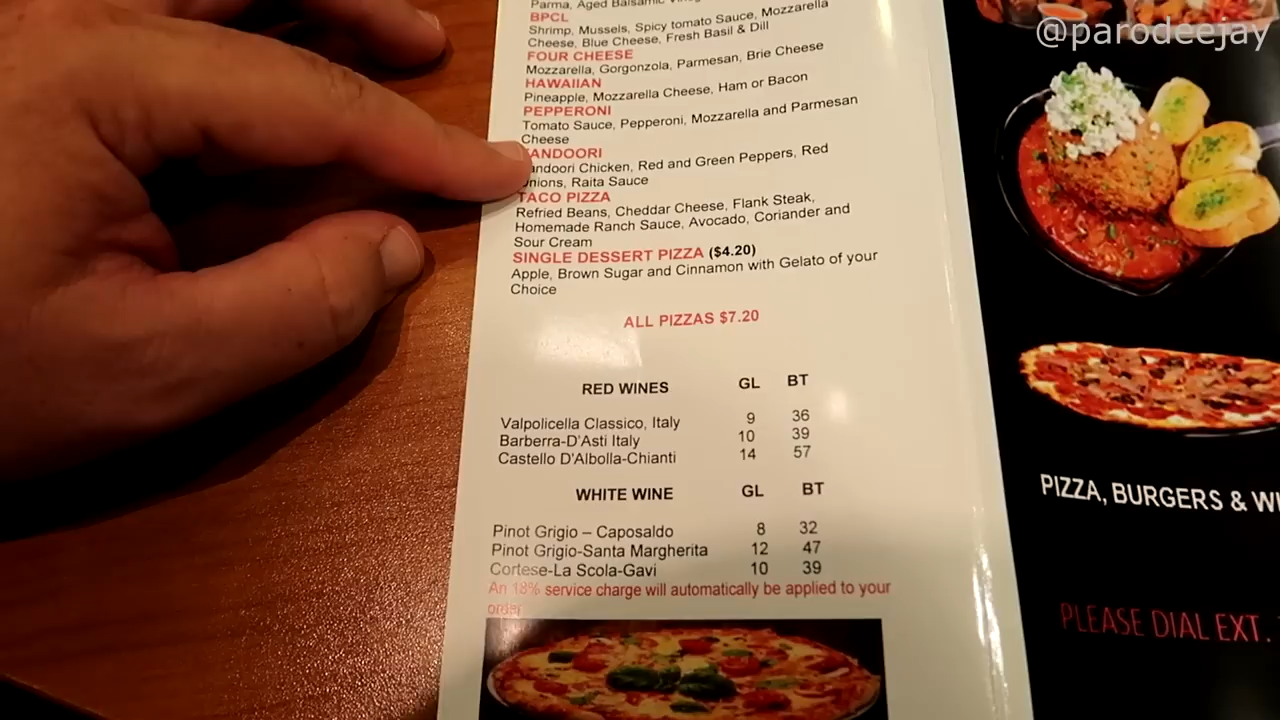 @parodeejay
Parma, Aged Balsamic
BPCL
Shrimp, Mussels, Spicy tomato Sauce, Mozzarella
Cheese, Blue Cheese, Fresh Basil & Dill
FOUR CHEESE
Mozzarella, Gorgonzola, Parmesan, Brie Cheese
HAWAIIAN
Pineapple, Mozzarella Cheese, Ham or Bacon
PEPPERONI
Tomato Sauce, Pepperoni, Mozzarella and Parmesan
Cheese
ANDOORI
andoori Chicken, Red and Green Peppers, Red
Onions, Raita Sauce
TACO PIZZA
Refried Beans, Cheddar Cheese, Flank Steak,
Homemade Ranch Sauce, Avocado, Coriander and
Sour Cream
SINGLE DESSERT PIZZA ($4.20)
Apple, Brown Sugar and Cinnamon with Gelato of your
Choice
ALL PIZZAS $7.20
RED WINES GL BT
Valpolicella Classico, Italy 9 36
Barberra-D'Asti Italy 10 39
Castello D'Albolla-Chianti 14 57
WHITE WINE GL BT
Pinot Grigio – Caposaldo 8 32
Pinot Grigio-Santa Margherita 12 47
Cortese-La Scola-Gavi 10 39
An 18% service charge will automatically be applied to your
order
PIZZA, BURGERS & WI
PLEASE DIAL EXT.